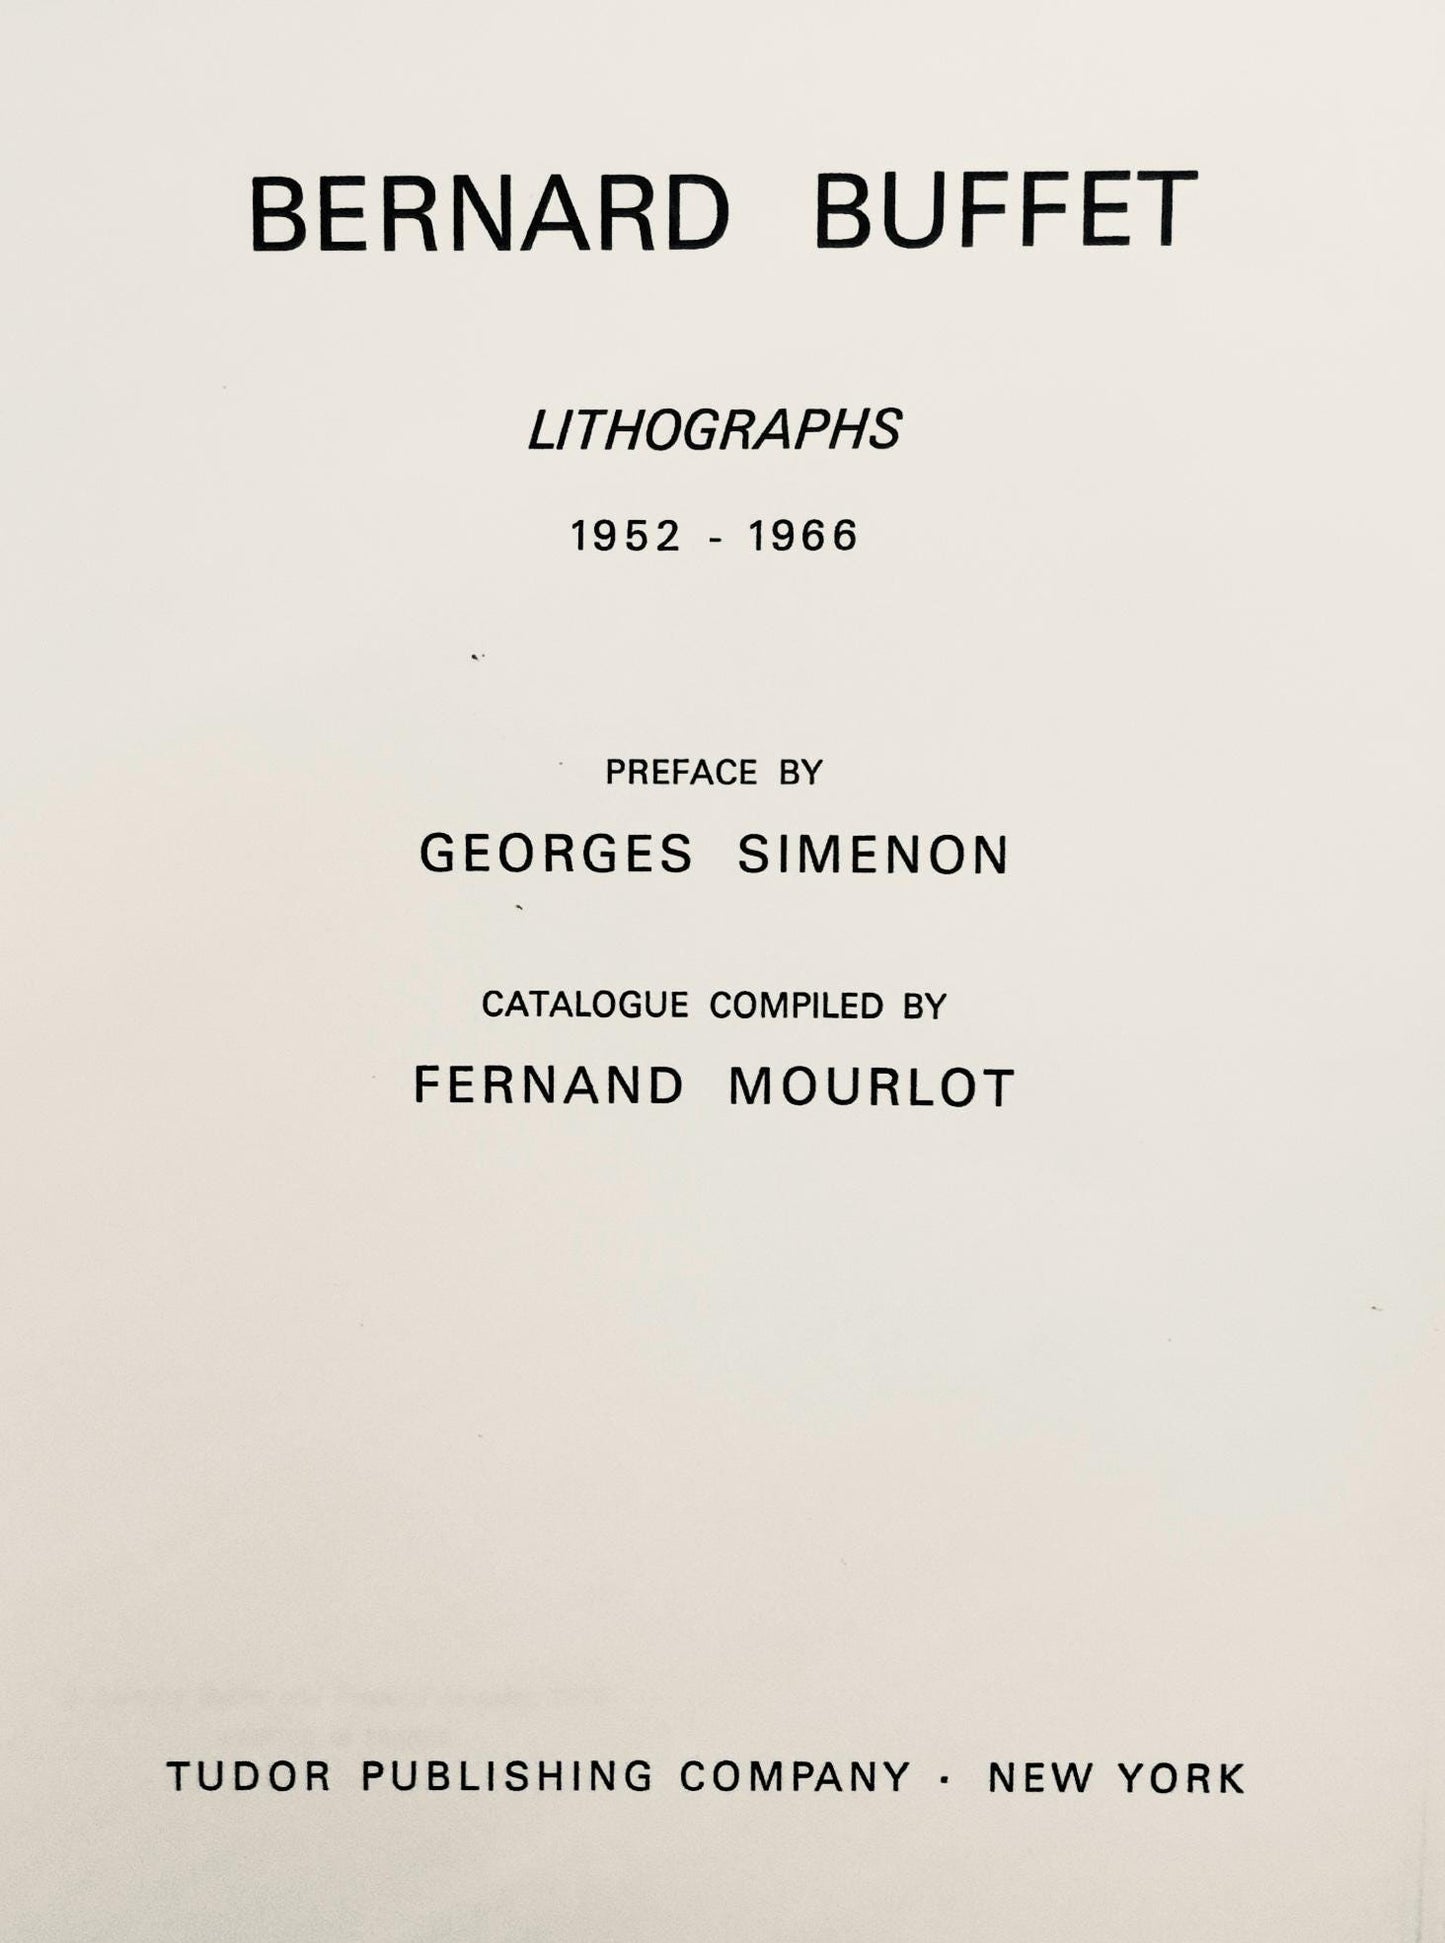 BERNARD BUFFET
LITHOGRAPHS
1952 - 1966
PREFACE BY
GEORGES SIMENON
CATALOGUE COMPILED BY
FERNAND MOURLOT
TUDOR PUBLISHING COMPANY · NEW YORK